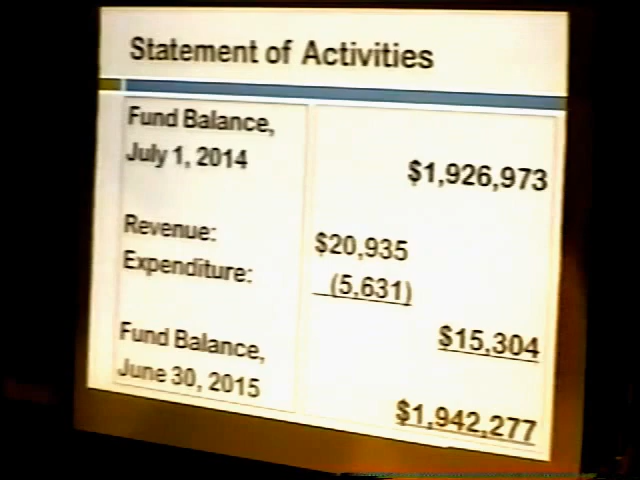 Statement of Activities
Fund Balance,
July 1, 2014
$1,926,973
Revenue:
$20,935
Expenditure:
(5,631)
$15,304
Fund Balance,
June 30, 2015
$1,942,277